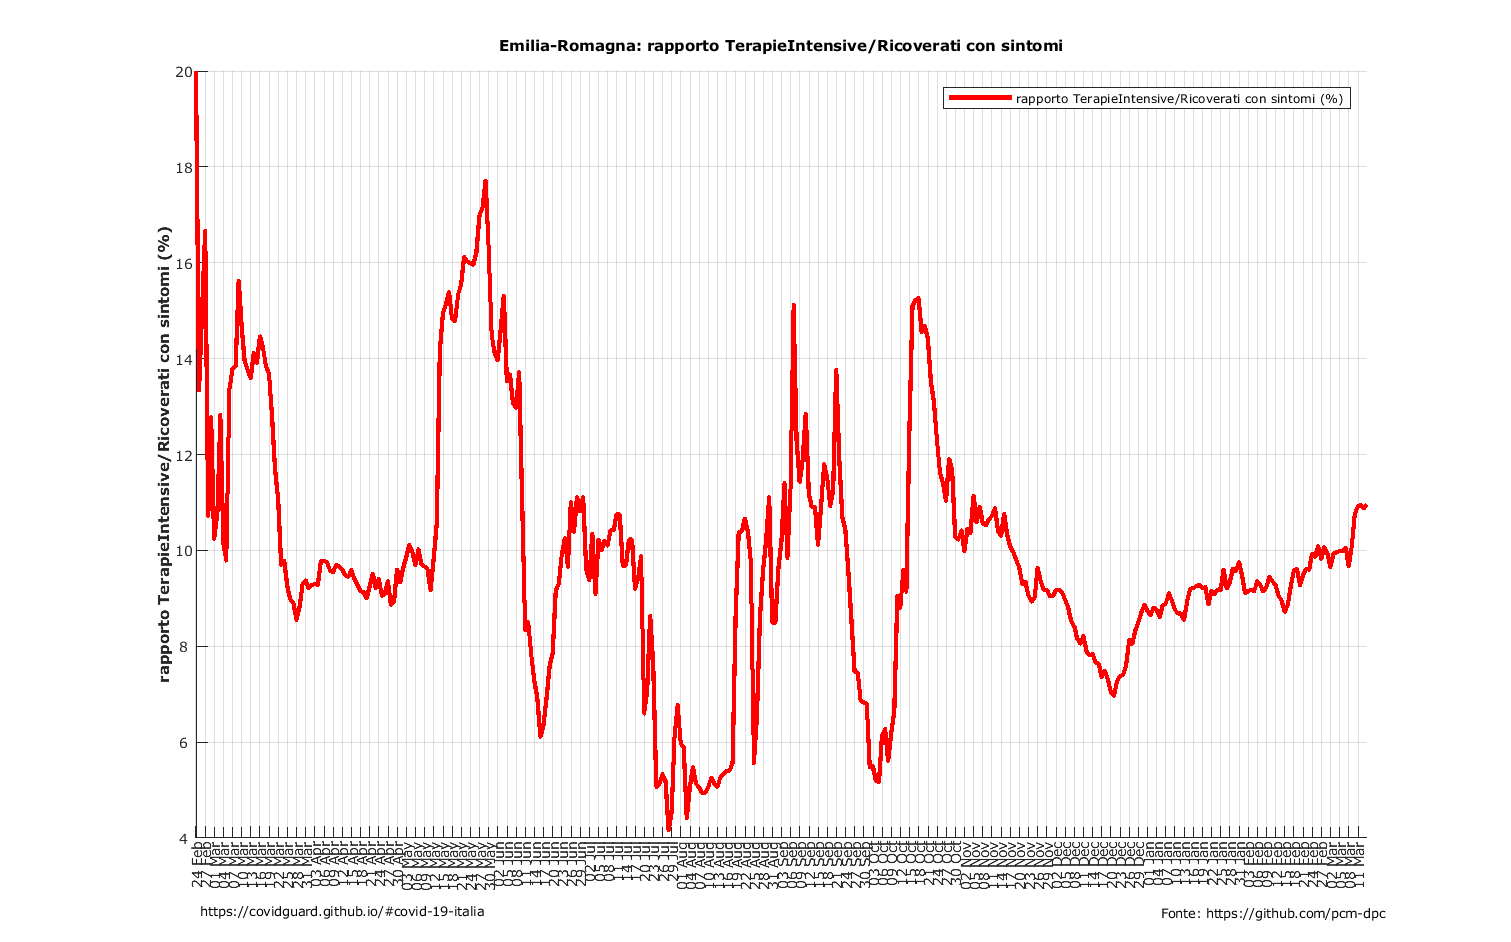 Emilia-Romagna: rapporto TerapieIntensive/Ricoverati con sintomi
rapporto TerapieIntensive/Ricoverati con sintomi (%)
rapporto TerapieIntensive/Ricoverati con sintomi (%)
20
18
16
14
12
10
8
6
4
24 Feb
27 Feb
01 Mar
04 Mar
07 Mar
10 Mar
13 Mar
16 Mar
19 Mar
22 Mar
25 Mar
28 Mar
31 Mar
03 Apr
06 Apr
09 Apr
12 Apr
15 Apr
18 Apr
21 Apr
24 Apr
27 Apr
30 Apr
03 May
06 May
09 May
12 May
15 May
18 May
21 May
24 May
27 May
30 May
02 Jun
05 Jun
08 Jun
11 Jun
14 Jun
17 Jun
20 Jun
23 Jun
26 Jun
29 Jun
02 Jul
05 Jul
08 Jul
11 Jul
14 Jul
17 Jul
20 Jul
23 Jul
26 Jul
29 Jul
01 Aug
04 Aug
07 Aug
10 Aug
13 Aug
16 Aug
19 Aug
22 Aug
25 Aug
28 Aug
31 Aug
03 Sep
06 Sep
09 Sep
12 Sep
15 Sep
18 Sep
21 Sep
24 Sep
27 Sep
30 Sep
03 Oct
06 Oct
09 Oct
12 Oct
15 Oct
18 Oct
21 Oct
24 Oct
27 Oct
30 Oct
02 Nov
05 Nov
08 Nov
11 Nov
14 Nov
17 Nov
20 Nov
23 Nov
26 Nov
29 Nov
02 Dec
05 Dec
08 Dec
11 Dec
14 Dec
17 Dec
20 Dec
23 Dec
26 Dec
29 Dec
01 Jan
04 Jan
07 Jan
10 Jan
13 Jan
16 Jan
19 Jan
22 Jan
25 Jan
28 Jan
31 Jan
03 Feb
06 Feb
09 Feb
12 Feb
15 Feb
18 Feb
21 Feb
24 Feb
27 Feb
02 Mar
05 Mar
08 Mar
11 Mar
https://covidguard.github.io/#covid-19-italia
Fonte: https://github.com/pcm-dpc